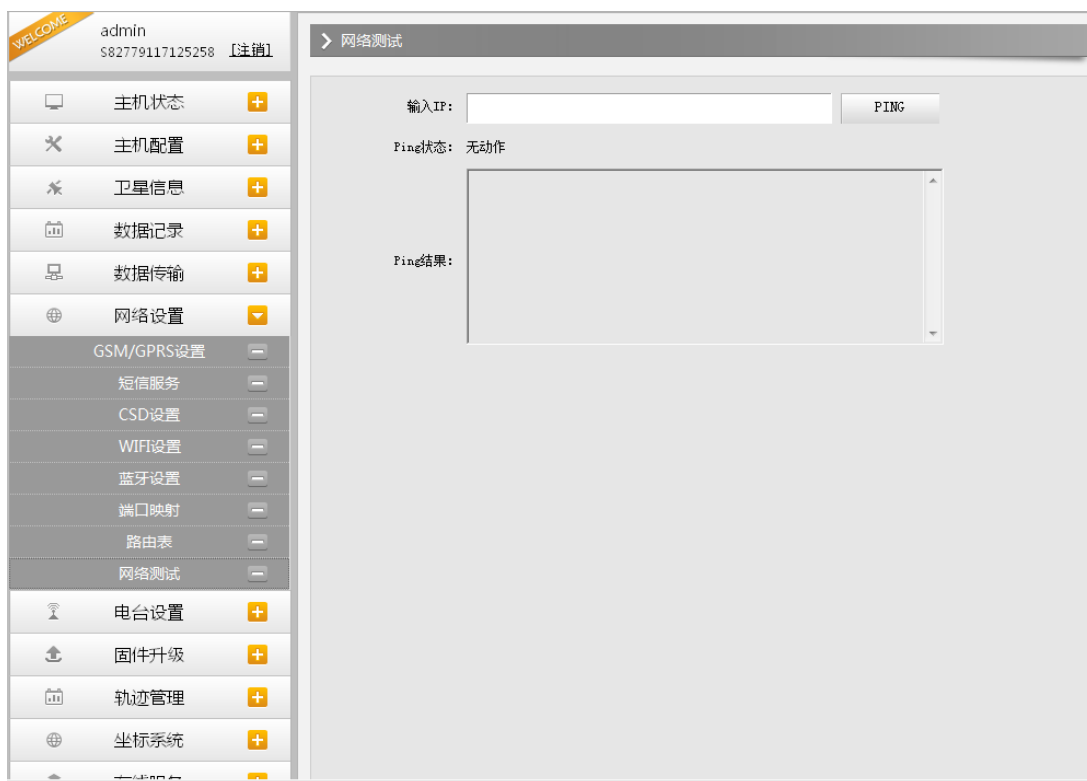 WELCOME
admin
S82779117125258 [注销]
主机状态
主机配置
卫星信息
数据记录
数据传输
网络设置
GSM/GPRS设置
短信服务
CSD设置
WIFI设置
蓝牙设置
端口映射
路由表
网络测试
电台设置
固件升级
轨迹管理
坐标系统
网络测试
输入IP:
PING
Ping状态: 无动作
Ping结果: